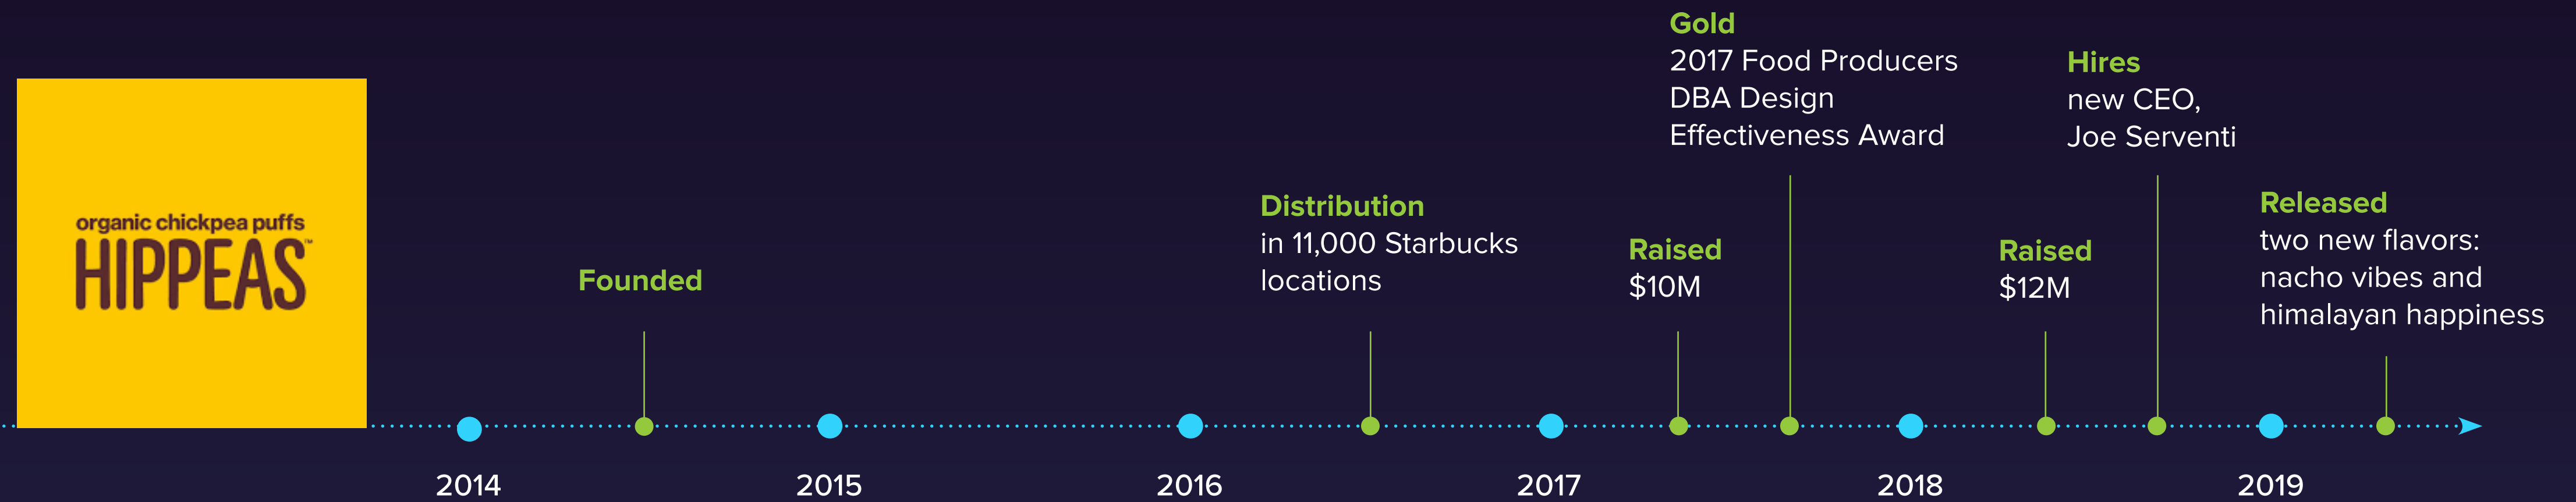 organic chickpea puffs
HIPPEAS™
Founded
Distribution
in 11,000 Starbucks
locations
Raised
$10M
Gold
2017 Food Producers
DBA Design
Effectiveness Award
Raised
$12M
Hires
new CEO,
Joe Serventi
Released
two new flavors:
nacho vibes and
himalayan happiness
2014
2015
2016
2017
2018
2019